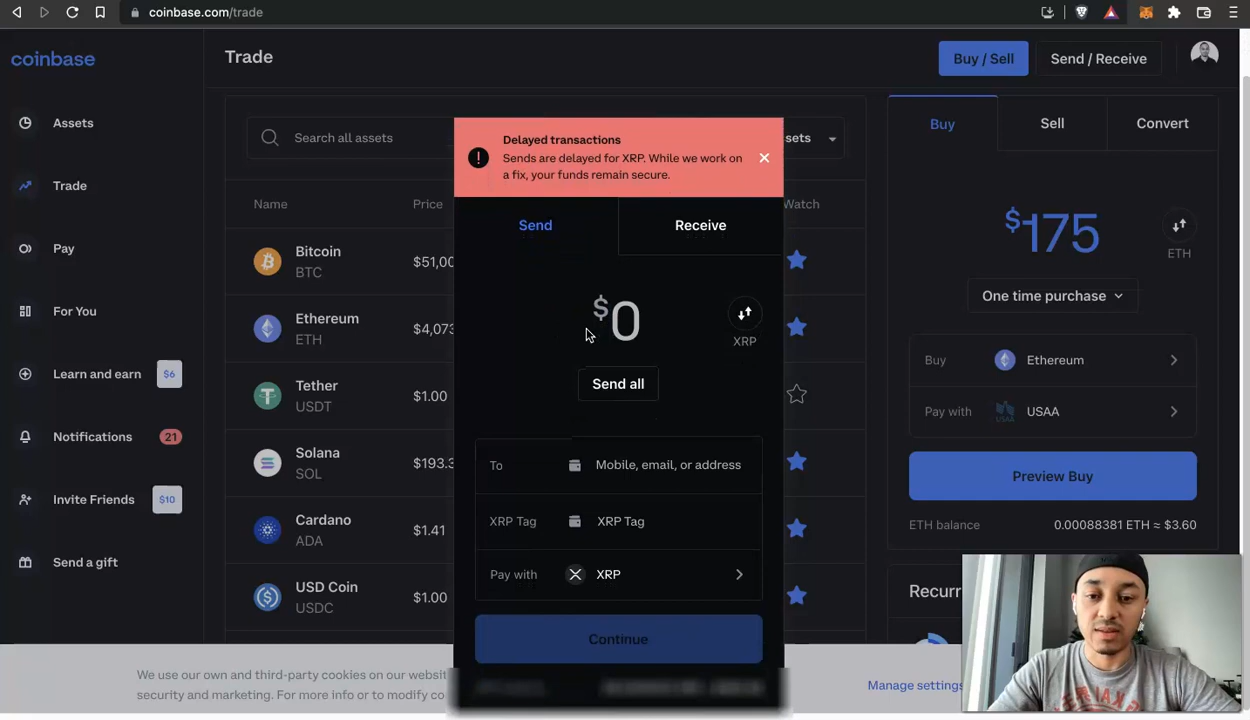 coinbase.com/trade
coinbase
Trade
Buy / Sell
Send / Receive
Assets
Trade
Pay
For You
Learn and earn
$6
Notifications
21
Invite Friends
$10
Send a gift
Search all assets
sets
Name
Price
Watch
Bitcoin
BTC
$51,00
Ethereum
ETH
$4,073
Tether
USDT
$1.00
Solana
SOL
$193.3
Cardano
ADA
$1.41
USD Coin
USDC
$1.00
Delayed transactions
Sends are delayed for XRP. While we work on
a fix, your funds remain secure.
Send
Receive
$0
XRP
Send all
To
Mobile, email, or address
XRP Tag
XRP Tag
Pay with
XRP
Continue
Buy
Sell
Convert
$175
ETH
One time purchase
Buy
Ethereum
Pay with
USAA
USAA
Preview Buy
ETH balance
0.00088381 ETH ≈ $3.60
Recurr
We use our own and third-party cookies on our websit
security and marketing. For more info or to modify co
Manage settings